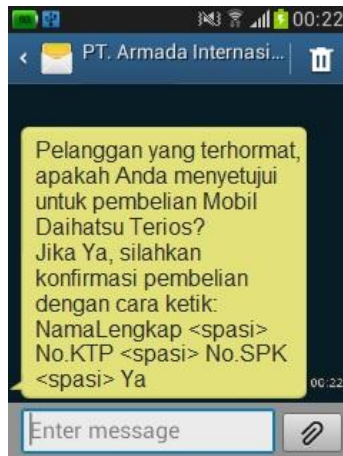 00:22
PT. Armada Internasi...
Pelanggan yang terhormat,
apakah Anda menyetujui
untuk pembelian Mobil
Daihatsu Terios?
Jika Ya, silahkan
konfirmasi pembelian
dengan cara ketik:
NamaLengkap <spasi>
No.KTP <spasi> No.SPK
<spasi> Ya
00:22
Enter message